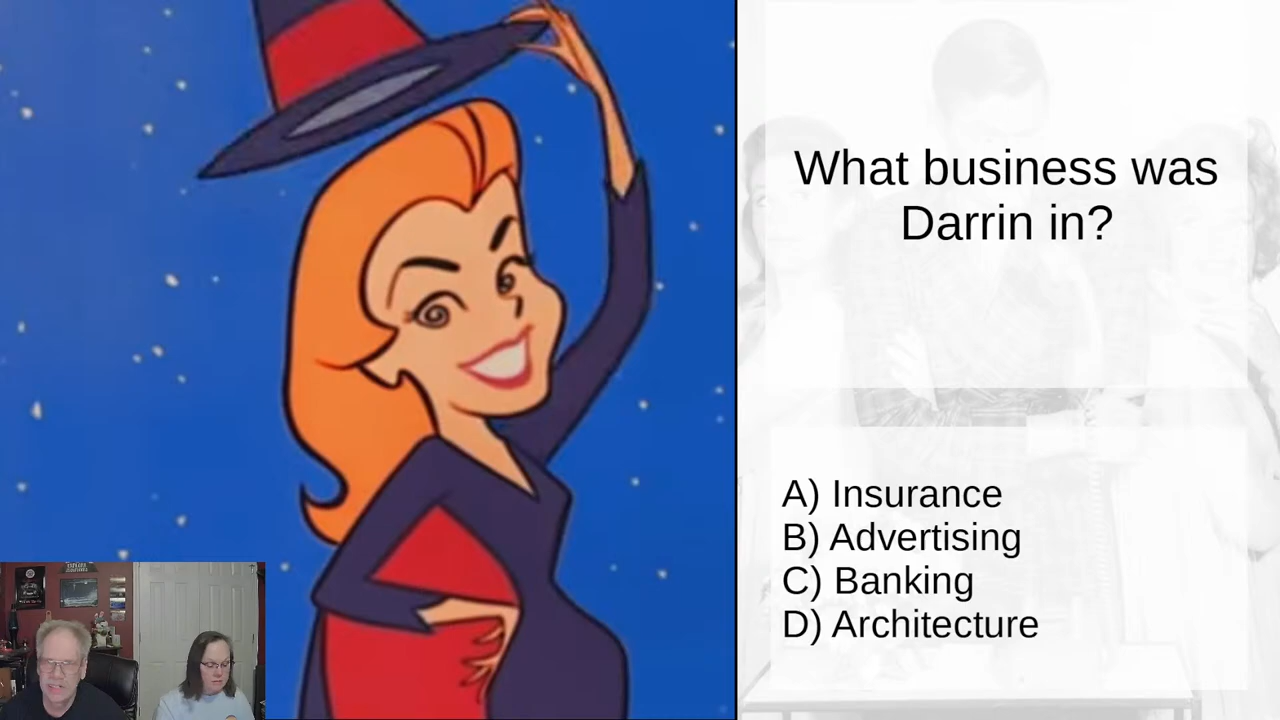 What business was
Darrin in?
A) Insurance
B) Advertising
C) Banking
D) Architecture